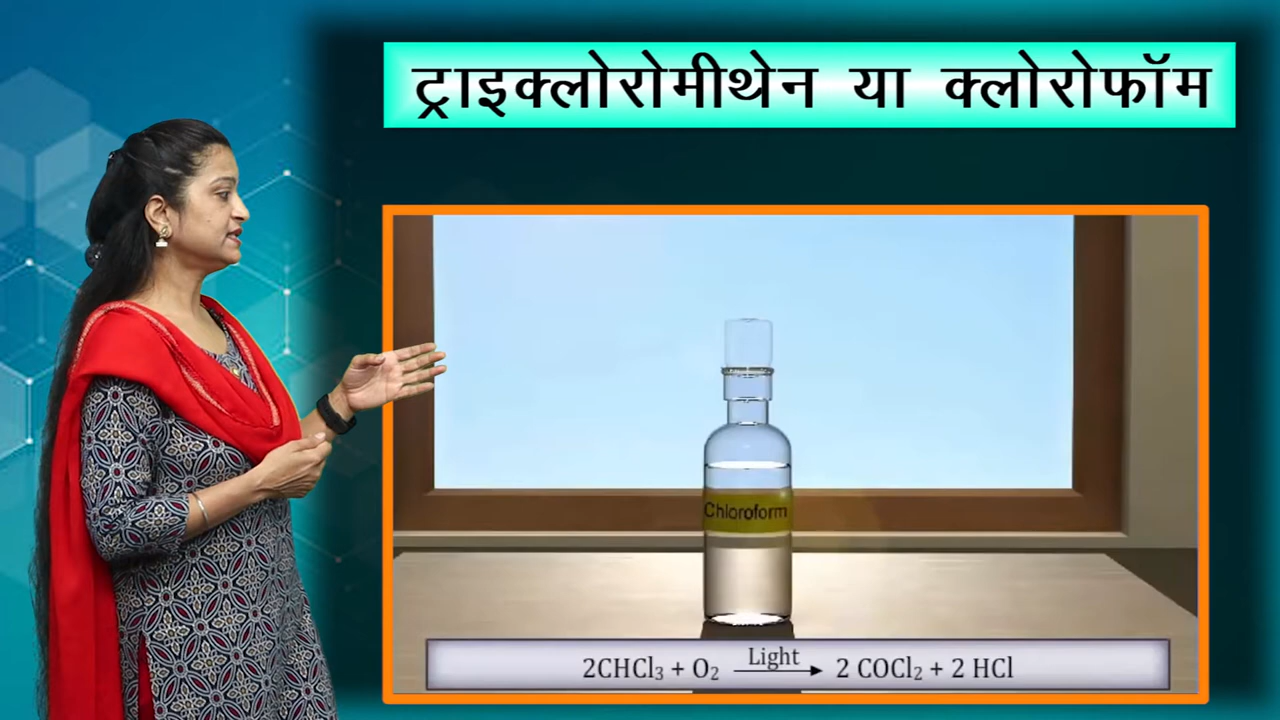 ट्राइक्लोरोमीथेन या क्लोरोफॉम
Chloroform
2CHCl₃ + O₂ Light→ 2 COCl₂ + 2 HCl